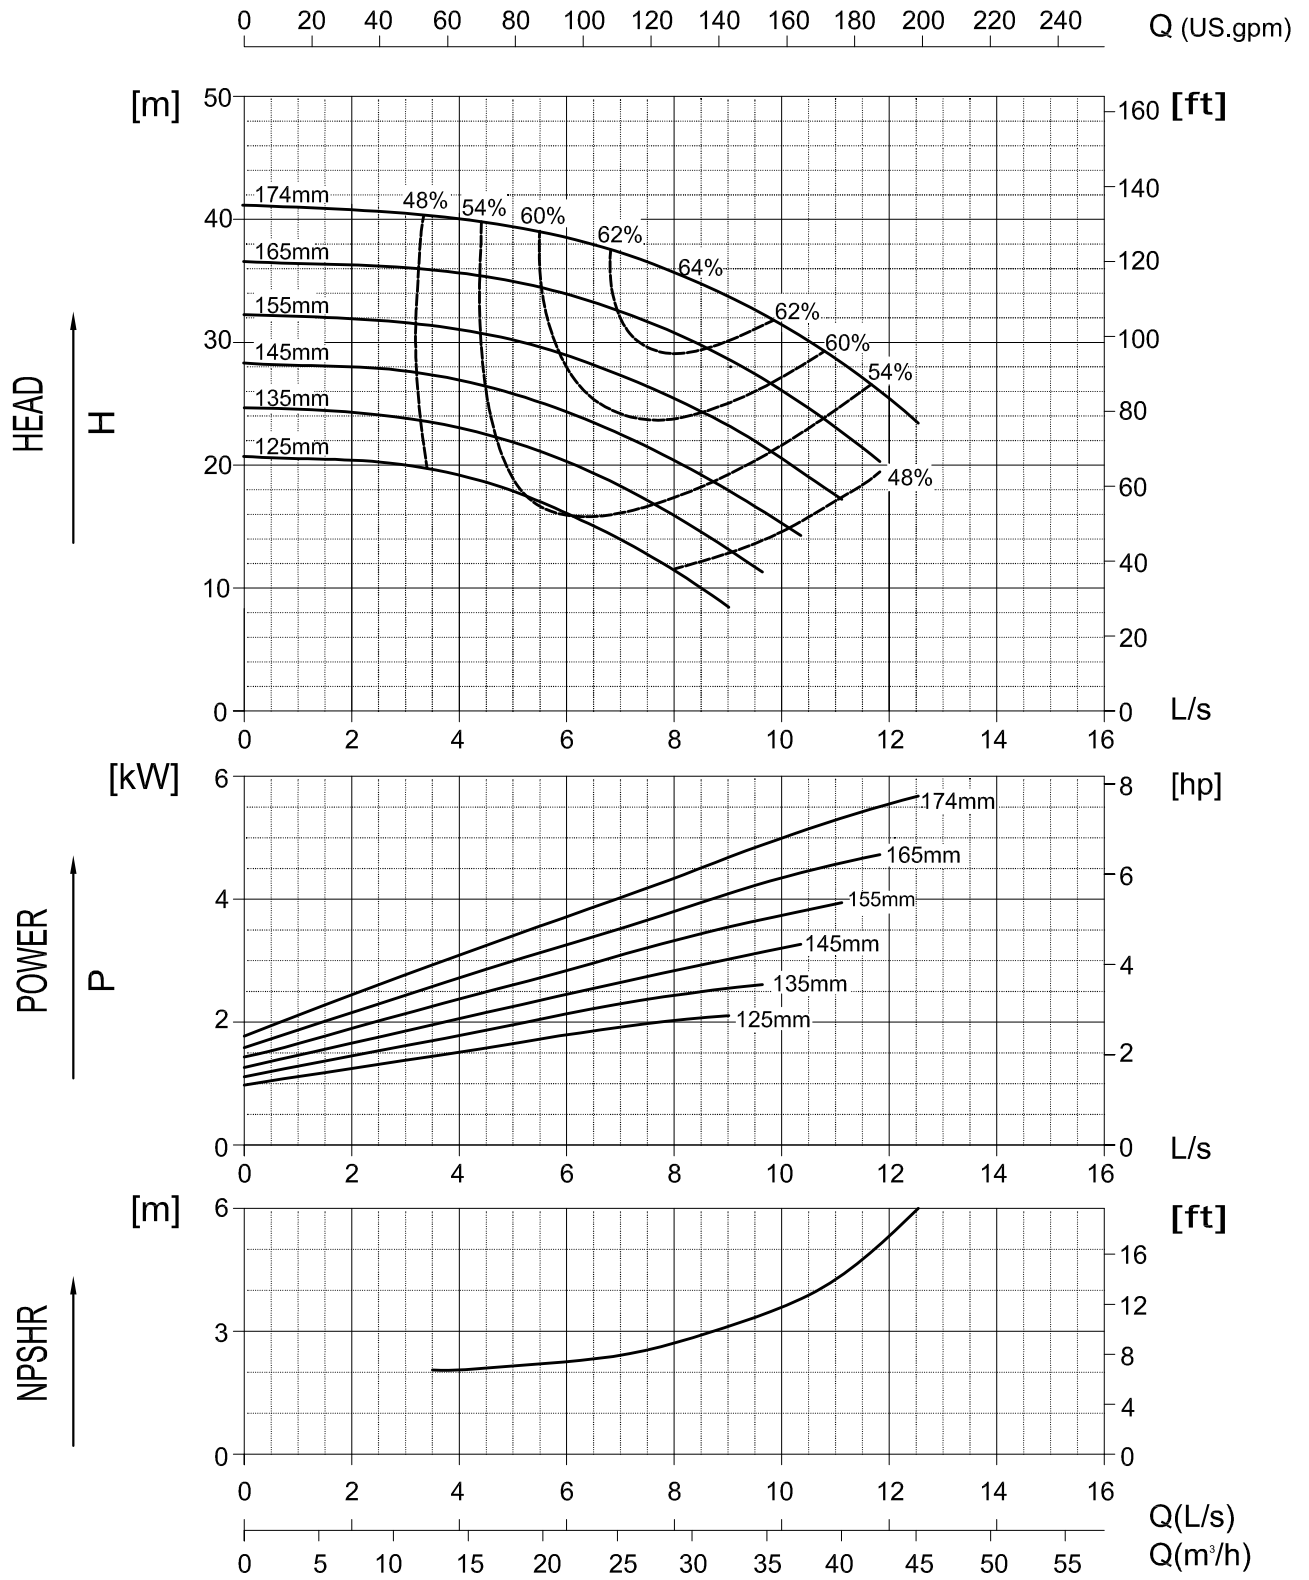 0 20 40 60 80 100 120 140 160 180 200 220 240 Q (US.gpm)
[m] 50 160 [ft]
174mm 48% 54% 60% 62% 64% 140
40
165mm 120
155mm 62%
30 100
145mm 60%
54%
135mm 80
125mm
20 48% 60
HEAD H
40
10
20
0 0 L/s
0 2 4 6 8 10 12 14 16
[kW] 6 8 [hp]
174mm
165mm 6
4 155mm
145mm 4
135mm
2 125mm 2
POWER P
0 0 L/s
0 2 4 6 8 10 12 14 16
[m] 6 [ft]
16
12
3 8
4
NPSHR
0 0
0 2 4 6 8 10 12 14 16
Q(L/s)
0 5 10 15 20 25 30 35 40 45 50 55 Q(m³/h)